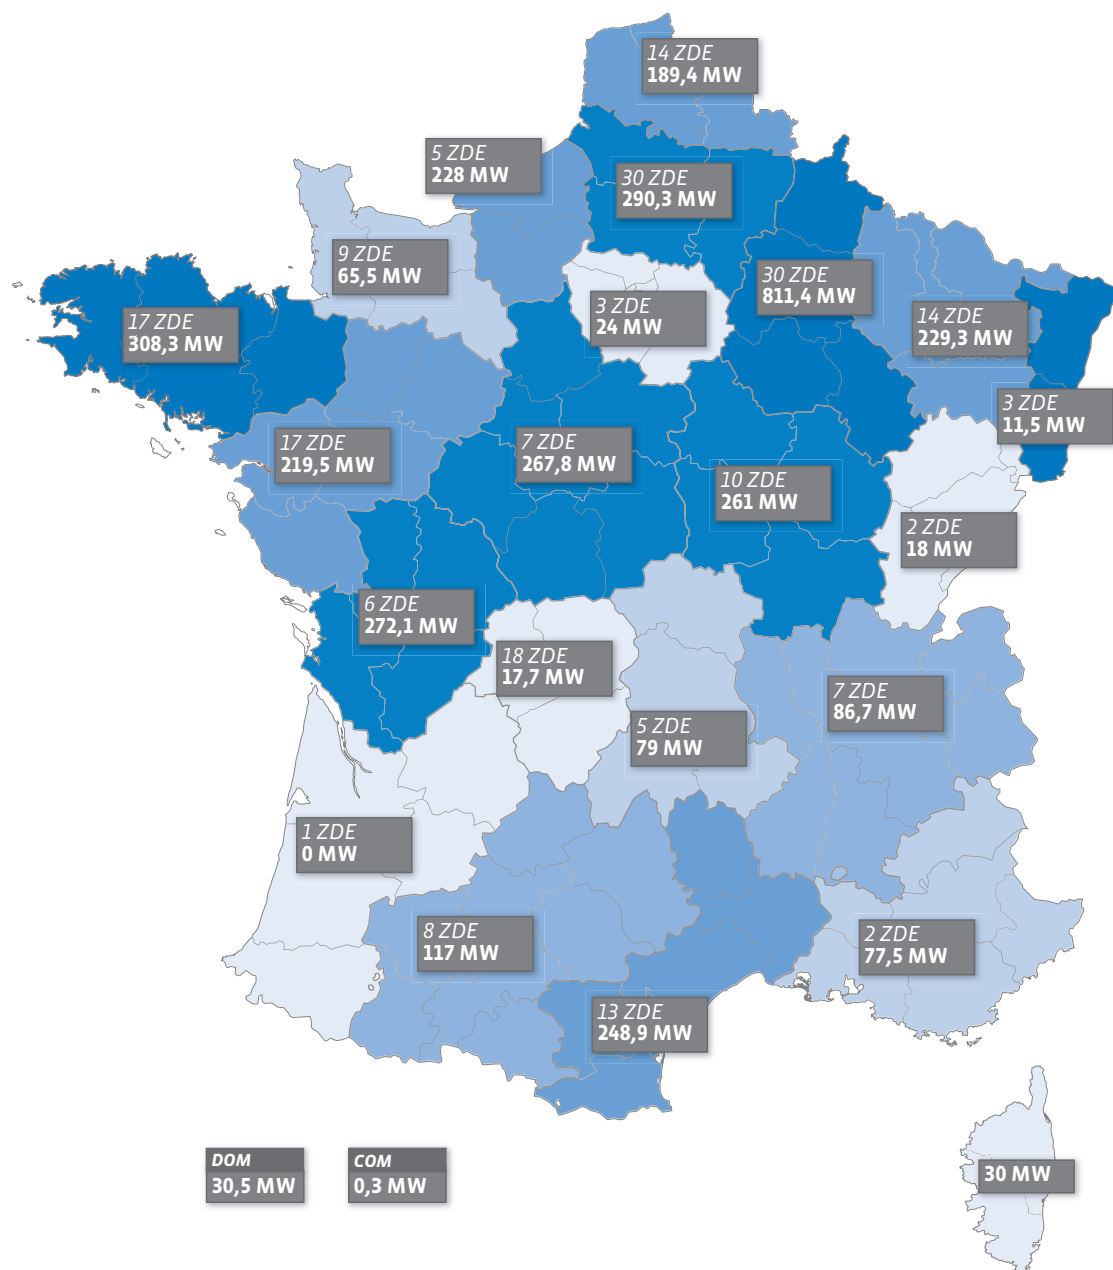 14 ZDE
189,4 MW
5 ZDE
228 MW
30 ZDE
290,3 MW
9 ZDE
65,5 MW
30 ZDE
811,4 MW
3 ZDE
24 MW
14 ZDE
229,3 MW
17 ZDE
308,3 MW
3 ZDE
11,5 MW
17 ZDE
219,5 MW
7 ZDE
267,8 MW
10 ZDE
261 MW
2 ZDE
18 MW
6 ZDE
272,1 MW
18 ZDE
17,7 MW
7 ZDE
86,7 MW
5 ZDE
79 MW
1 ZDE
0 MW
8 ZDE
117 MW
2 ZDE
77,5 MW
13 ZDE
248,9 MW
DOM
30,5 MW
COM
0,3 MW
30 MW